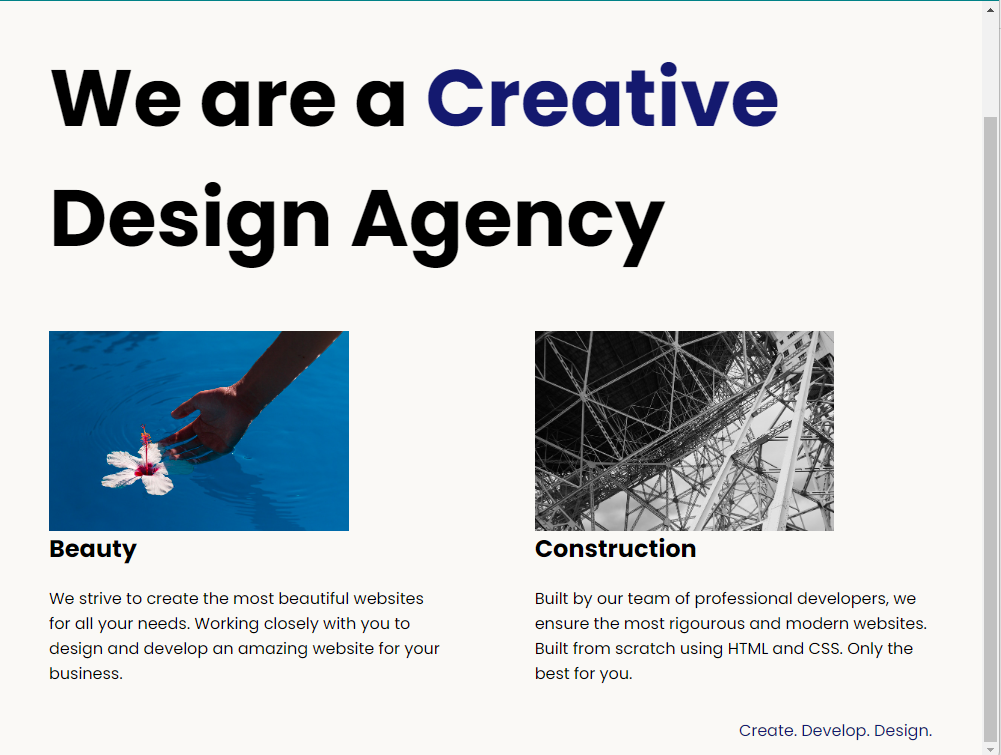 We are a Creative
Design Agency
Beauty
We strive to create the most beautiful websites
for all your needs. Working closely with you to
design and develop an amazing website for your
business.
Construction
Built by our team of professional developers, we
ensure the most rigourous and modern websites.
Built from scratch using HTML and CSS. Only the
best for you.
Create. Develop. Design.